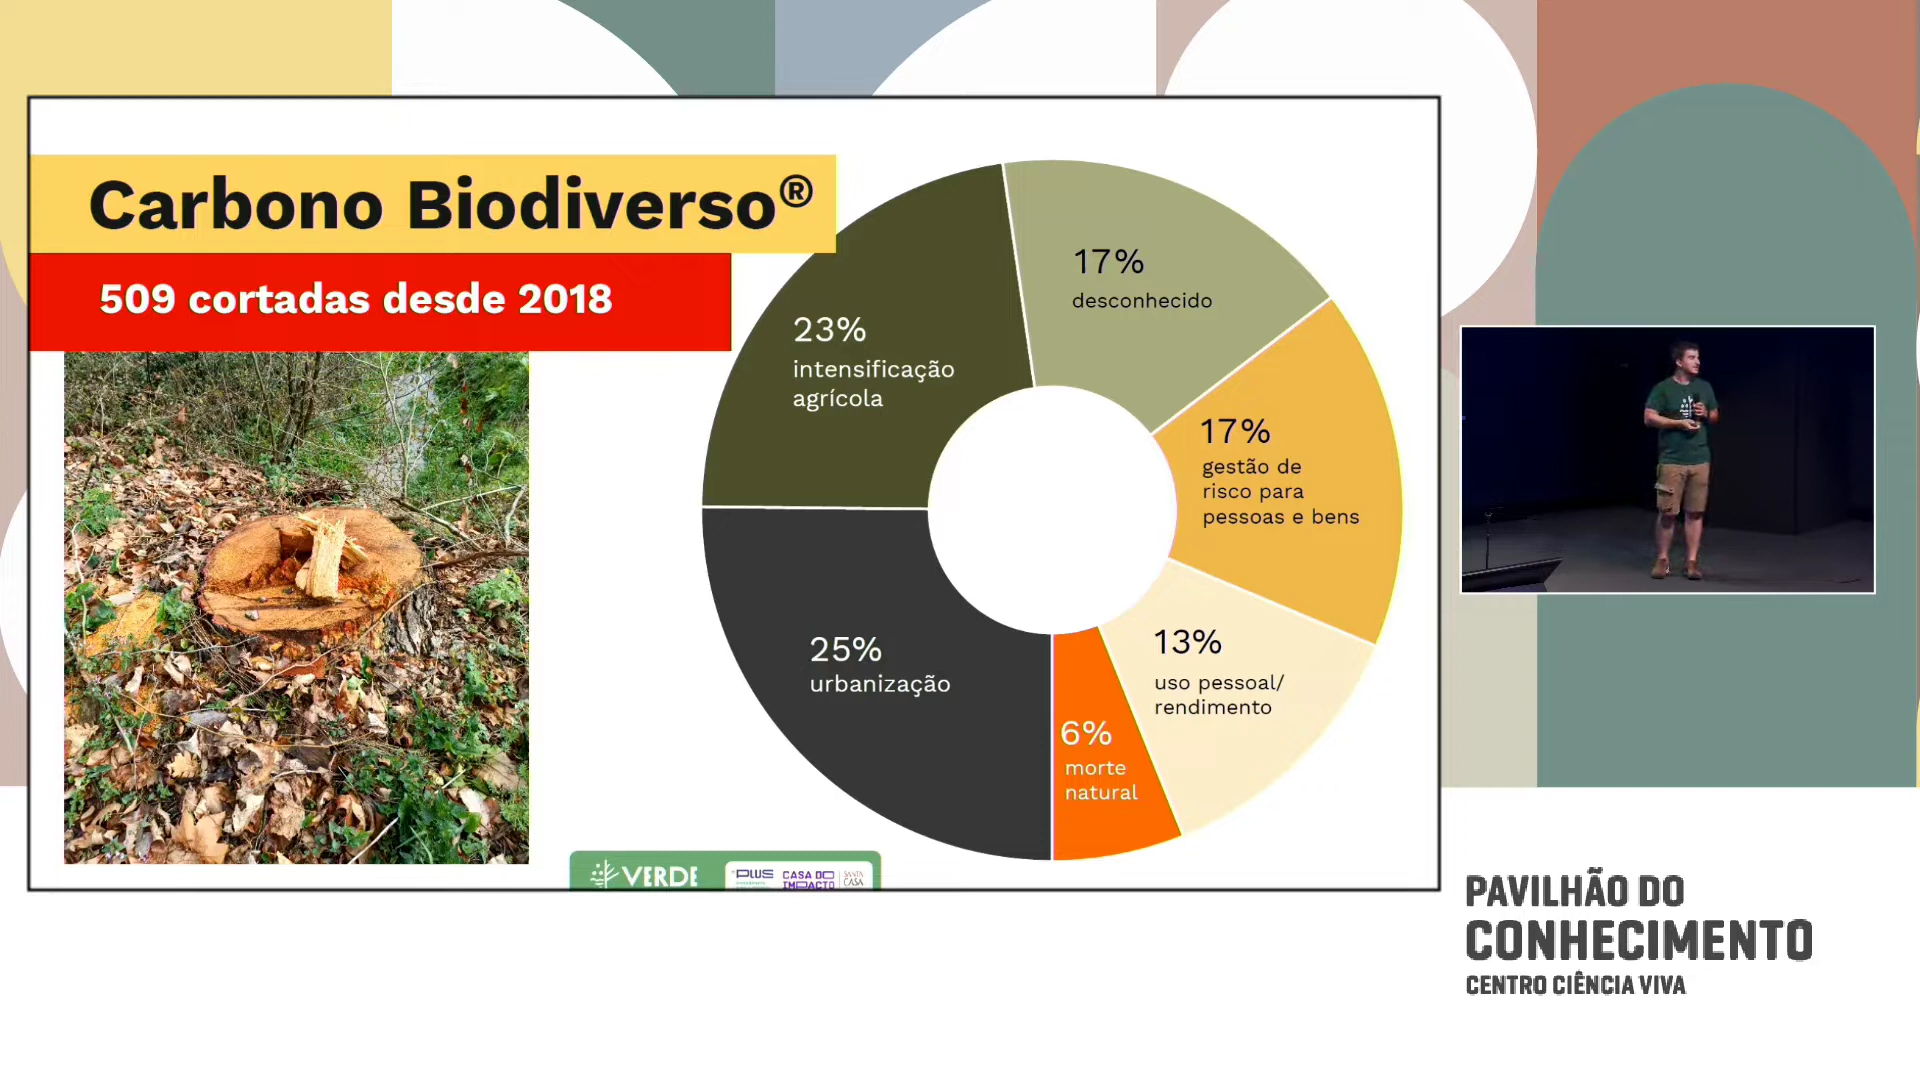 Carbono Biodiverso®
509 cortadas desde 2018
17%
desconhecido
23%
intensificação
agrícola
17%
gestão de
risco para
pessoas e bens
25%
urbanização
13%
uso pessoal/
rendimento
6%
morte
natural
VERDE
PLUS
CASA DO
IMPACTO
SANTA
CASA
PAVILHÃO DO
CONHECIMENTO
CENTRO CIÊNCIA VIVA